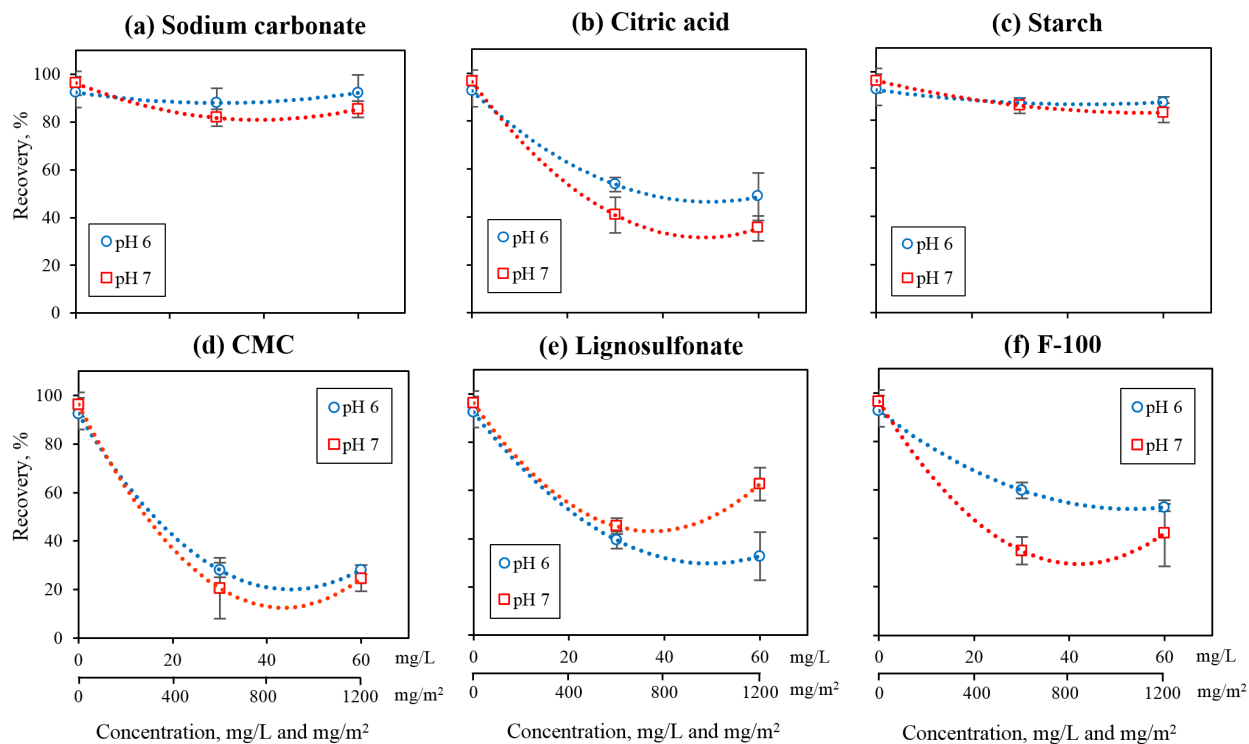 (a) Sodium carbonate
(b) Citric acid
(c) Starch
Recovery, %
100
80
60
40
20
0
pH 6
pH 7
pH 6
pH 7
pH 6
pH 7
(d) CMC
(e) Lignosulfonate
(f) F-100
Recovery, %
100
80
60
40
20
0
pH 6
pH 7
pH 6
pH 7
pH 6
pH 7
0 20 40 60 mg/L
0 20 40 60 mg/L
0 20 40 60 mg/L
0 400 800 1200 mg/m²
0 400 800 1200 mg/m²
0 400 800 1200 mg/m²
Concentration, mg/L and mg/m²
Concentration, mg/L and mg/m²
Concentration, mg/L and mg/m²